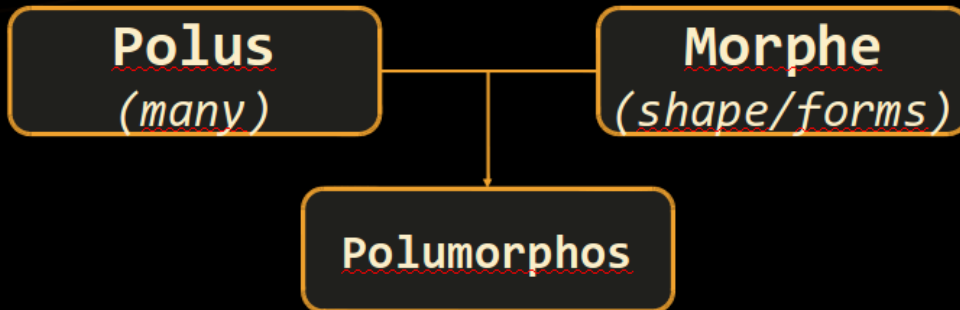 Polus
(many)
Morphe
(shape/forms)
Polumorphos